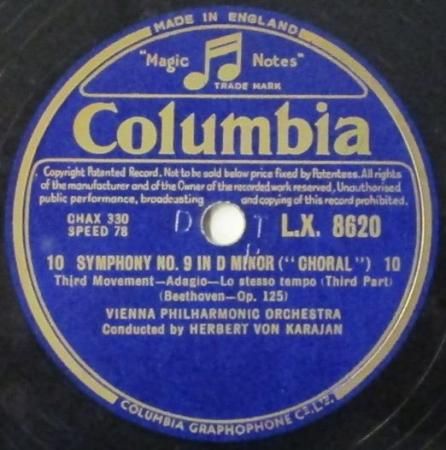 MADE IN ENGLAND
"Magic Notes"
TRADE MARK
Columbia
Copyright Patented Record. Not to be sold below price fixed by Patentees. All rights
of the manufacturer and of the Owner of the recorded work reserved. Unauthorised
public performance, broadcasting and copying of this record prohibited.
CHAX 330 L.X. 8620
SPEED 78
10 SYMPHONY NO. 9 IN D MINOR ("CHORAL") 10
Third Movement—Adagio—Lo stesso tempo (Third Part)
(Beethoven—Op. 125)
VIENNA PHILHARMONIC ORCHESTRA
Conducted by HERBERT VON KARAJAN
COLUMBIA GRAPHOPHONE Co. LTD.